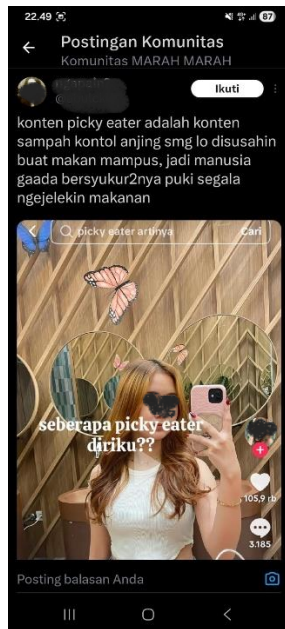 22.49
87
Postingan Komunitas
Komunitas MARAH MARAH
Ikuti
konten picky eater adalah konten
sampah kontol anjing smg lo disusahin
buat makan mampus, jadi manusia
gaada bersyukur2nya puki segala
ngejelekin makanan
picky eater artinya
Cari
seberapa picky eater
diriku??
105,9 rb
3.185
Posting balasan Anda